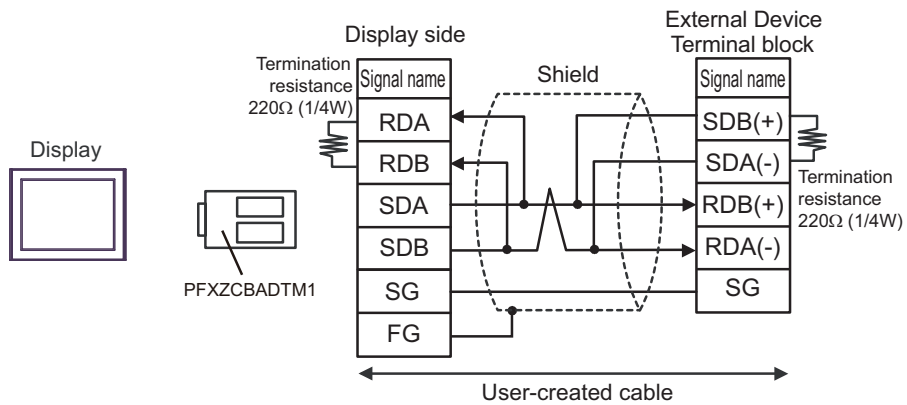 Display
PFXZCBADTM1
Display side
Termination
resistance
220Ω (1/4W)
Signal name
RDA
RDB
SDA
SDB
SG
FG
Shield
External Device
Terminal block
Signal name
SDB(+)
SDA(-)
RDB(+)
RDA(-)
SG
Termination
resistance
220Ω (1/4W)
User-created cable